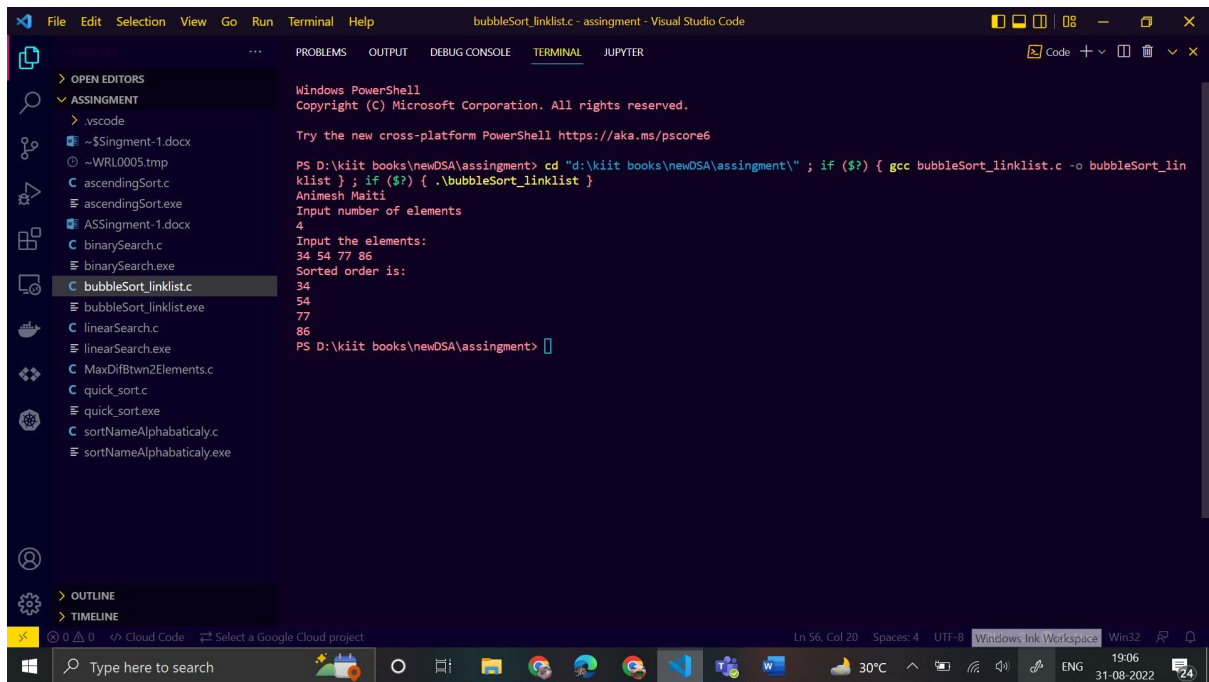 File Edit Selection View Go Run Terminal Help bubbleSort_linklist.c - assingment - Visual Studio Code
PROBLEMS OUTPUT DEBUG CONSOLE TERMINAL JUPYTER Code
OPEN EDITORS
ASSINGMENT
.vscode
~$Singment-1.docx
~WRL0005.tmp
ascendingSort.c
ascendingSort.exe
ASSingment-1.docx
binarySearch.c
binarySearch.exe
bubbleSort_linklist.c
bubbleSort_linklist.exe
linearSearch.c
linearSearch.exe
MaxDifBtwn2Elements.c
quick_sort.c
quick_sort.exe
sortNameAlphabaticaly.c
sortNameAlphabaticaly.exe
OUTLINE
TIMELINE
Windows PowerShell
Copyright (C) Microsoft Corporation. All rights reserved.
Try the new cross-platform PowerShell https://aka.ms/pscore6
PS D:\kiit books\newDSA\assingment> cd "d:\kiit books\newDSA\assingment\" ; if ($?) { gcc bubbleSort_linklist.c -o bubbleSort_lin
klist } ; if ($?) { .\bubbleSort_linklist }
Animesh Maiti
Input number of elements
4
Input the elements:
34 54 77 86
Sorted order is:
34
54
77
86
PS D:\kiit books\newDSA\assingment>
0 0 Cloud Code Select a Google Cloud project Ln 56, Col 20 Spaces: 4 UTF-8 Windows Ink Workspace Win32
Type here to search 30°C ENG 19:06
31-08-2022 24